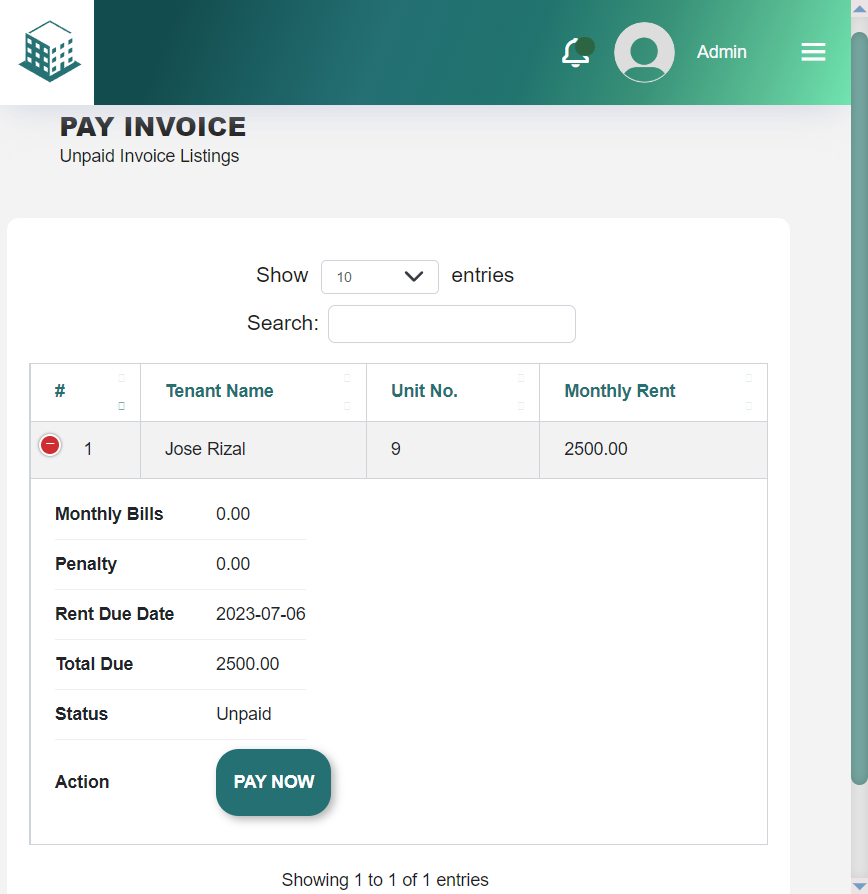 Admin
PAY INVOICE
Unpaid Invoice Listings
Show 10 entries
Search:
# Tenant Name Unit No. Monthly Rent
1 Jose Rizal 9 2500.00
Monthly Bills 0.00
Penalty 0.00
Rent Due Date 2023-07-06
Total Due 2500.00
Status Unpaid
Action PAY NOW
Showing 1 to 1 of 1 entries